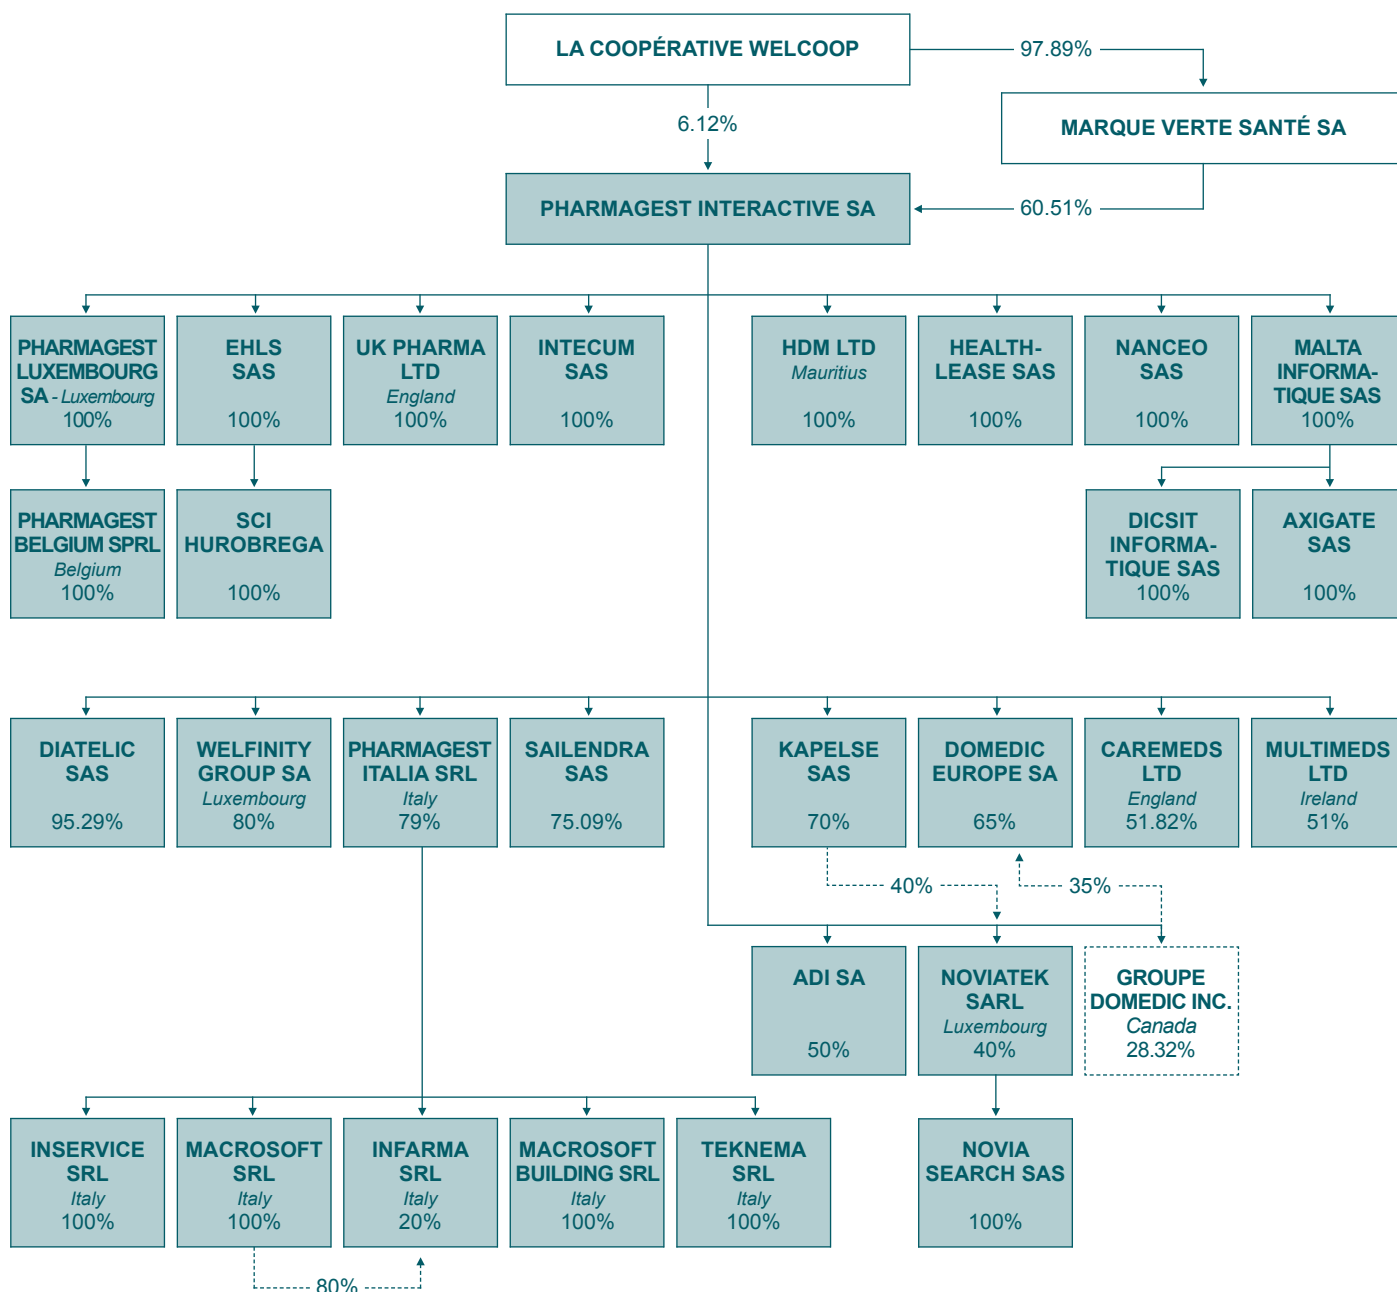 LA COOPÉRATIVE WELCOOP
97.89%
6.12%
MARQUE VERTE SANTÉ SA
PHARMAGEST INTERACTIVE SA
60.51%
PHARMAGEST
LUXEMBOURG
SA - Luxembourg
100%
EHLS
SAS
100%
UK PHARMA
LTD
England
100%
INTECUM
SAS
100%
HDM LTD
Mauritius
100%
HEALTH-
LEASE SAS
100%
NANCEO
SAS
100%
MALTA
INFORMA-
TIQUE SAS
100%
PHARMAGEST
BELGIUM SPRL
Belgium
100%
SCI
HUROBREGA
100%
DICSIT
INFORMA-
TIQUE SAS
100%
AXIGATE
SAS
100%
DIATELIC
SAS
95.29%
WELFINITY
GROUP SA
Luxembourg
80%
PHARMAGEST
ITALIA SRL
Italy
79%
SAILENDRA
SAS
75.09%
KAPELSE
SAS
70%
DOMEDIC
EUROPE SA
65%
CAREMEDS
LTD
England
51.82%
MULTIMEDS
LTD
Ireland
51%
40%
35%
ADI SA
50%
NOVIATEK
SARL
Luxembourg
40%
GROUPE
DOMEDIC INC.
Canada
28.32%
INSERVICE
SRL
Italy
100%
MACROSOFT
SRL
Italy
100%
INFARMA
SRL
Italy
20%
MACROSOFT
BUILDING SRL
Italy
100%
TEKNEMA
SRL
Italy
100%
NOVIA
SEARCH SAS
100%
80%